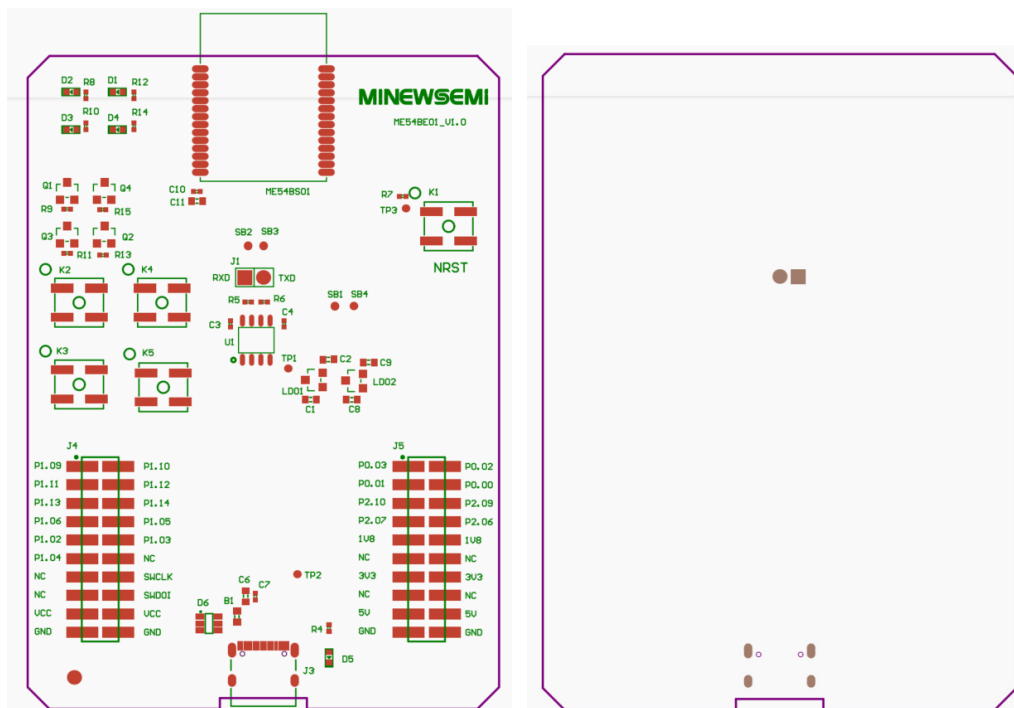 D2 R8 D1 R12
MINEWSEMI
R10 R14
D3 D4
ME54BE01_V1.0
Q1 Q4
C10 ME54BS01 R7 K1
C11
R9 R15 TP3
Q3 Q2
SB2 SB3
R11 R13
J1
NRST
K2 K4
RXD TXD
R5 R6
SB1 SB4
C3 C4
U1
K3 K5
TP1 C2 C9
LDO1 LDO2
C1 C8
J4 J5
P1.09 P1.10 P0.03 P0.02
P1.11 P1.12 P0.01 P0.00
P1.13 P1.14 P2.10 P2.09
P1.06 P1.05 P2.07 P2.06
P1.02 P1.03 1V8 1V8
P1.04 NC NC NC
NC SWCLK TP2 3V3 3V3
C6 C7
NC SWDOI NC NC
D6 B1
VCC VCC 5V 5V
GND GND R4 GND GND
D5
J3